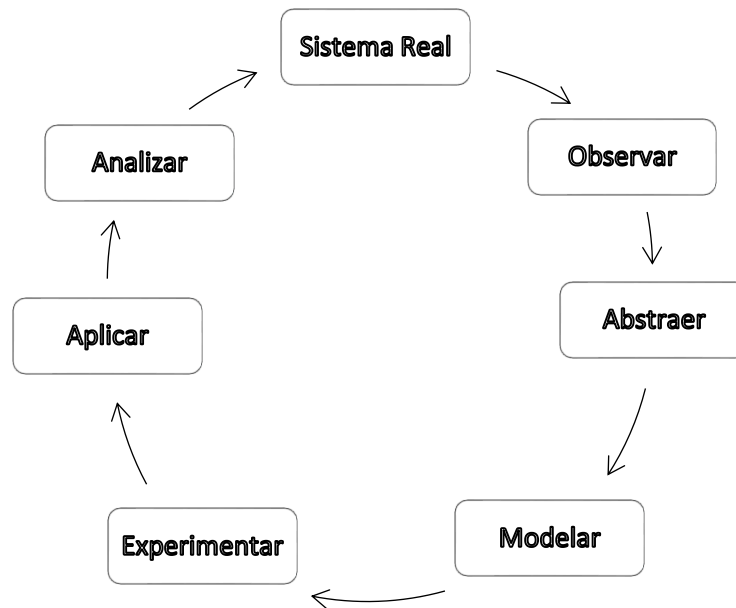 Sistema Real
Observar
Abstraer
Modelar
Experimentar
Aplicar
Analizar